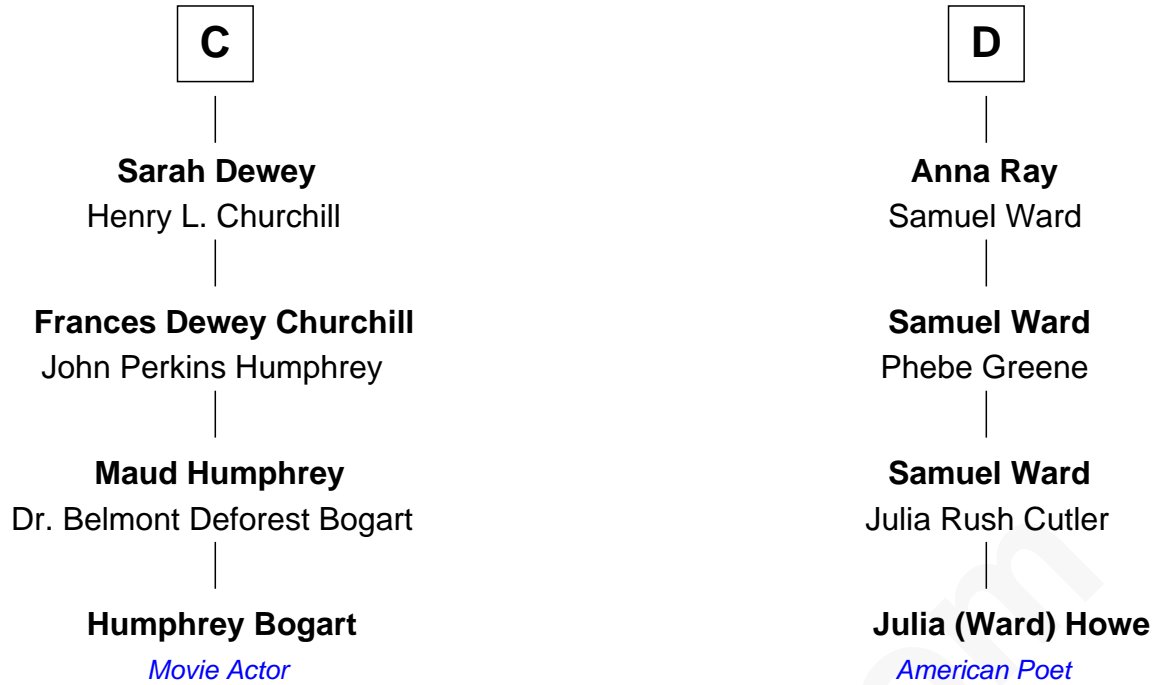 C
Sarah Dewey
Henry L. Churchill
Frances Dewey Churchill
John Perkins Humphrey
Maud Humphrey
Dr. Belmont Deforest Bogart
Humphrey Bogart
Movie Actor
D
Anna Ray
Samuel Ward
Samuel Ward
Phebe Greene
Samuel Ward
Julia Rush Cutler
Julia (Ward) Howe
American Poet